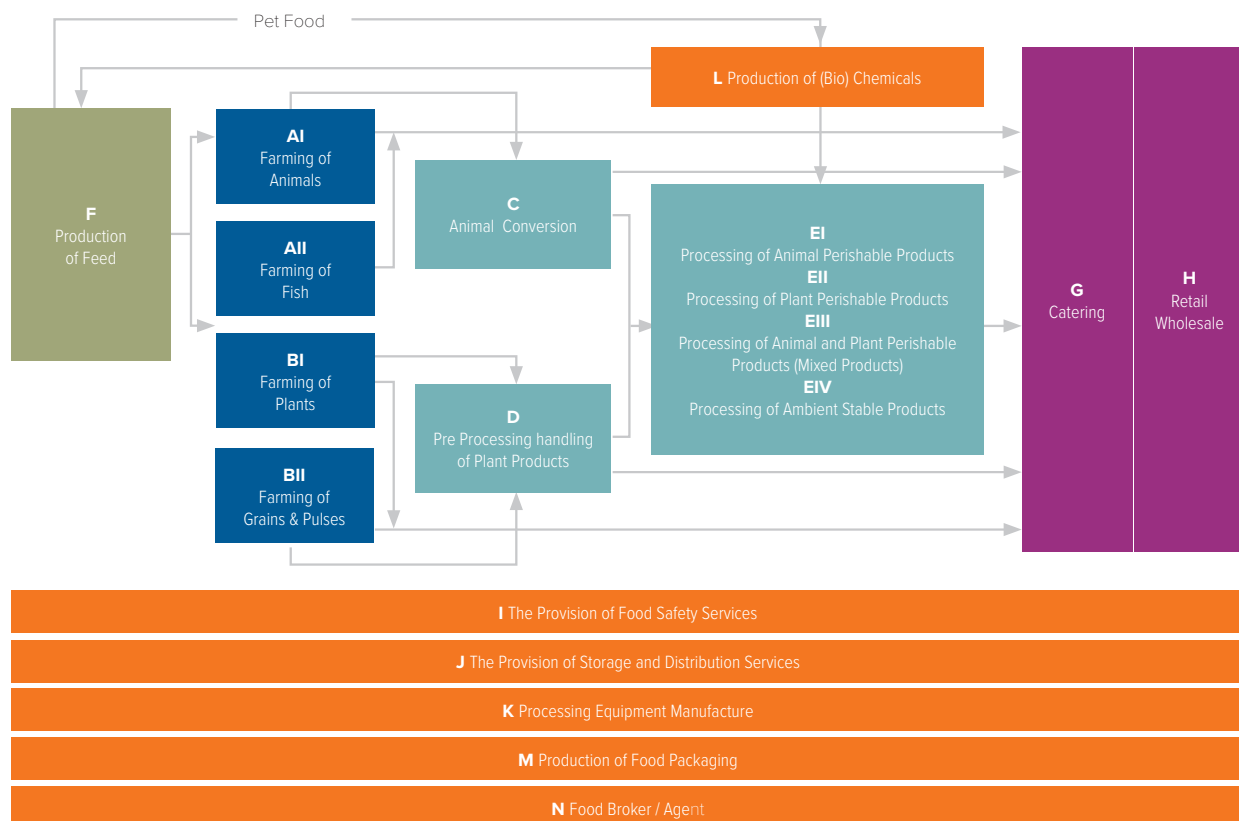 Pet Food
L Production of (Bio) Chemicals
F
Production
of Feed
AI
Farming of
Animals
AII
Farming of
Fish
BI
Farming of
Plants
BII
Farming of
Grains & Pulses
C
Animal Conversion
D
Pre Processing handling
of Plant Products
EI
Processing of Animal Perishable Products
EII
Processing of Plant Perishable Products
EIII
Processing of Animal and Plant Perishable
Products (Mixed Products)
EIV
Processing of Ambient Stable Products
G
Catering
H
Retail
Wholesale
I The Provision of Food Safety Services
J The Provision of Storage and Distribution Services
K Processing Equipment Manufacture
M Production of Food Packaging
N Food Broker / Agent